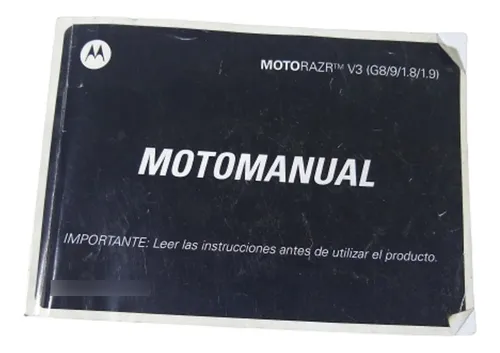 MOTORAZR™ V3 (G8/9/1.8/1.9)
MOTOMANUAL
IMPORTANTE: Leer las instrucciones antes de utilizar el producto.